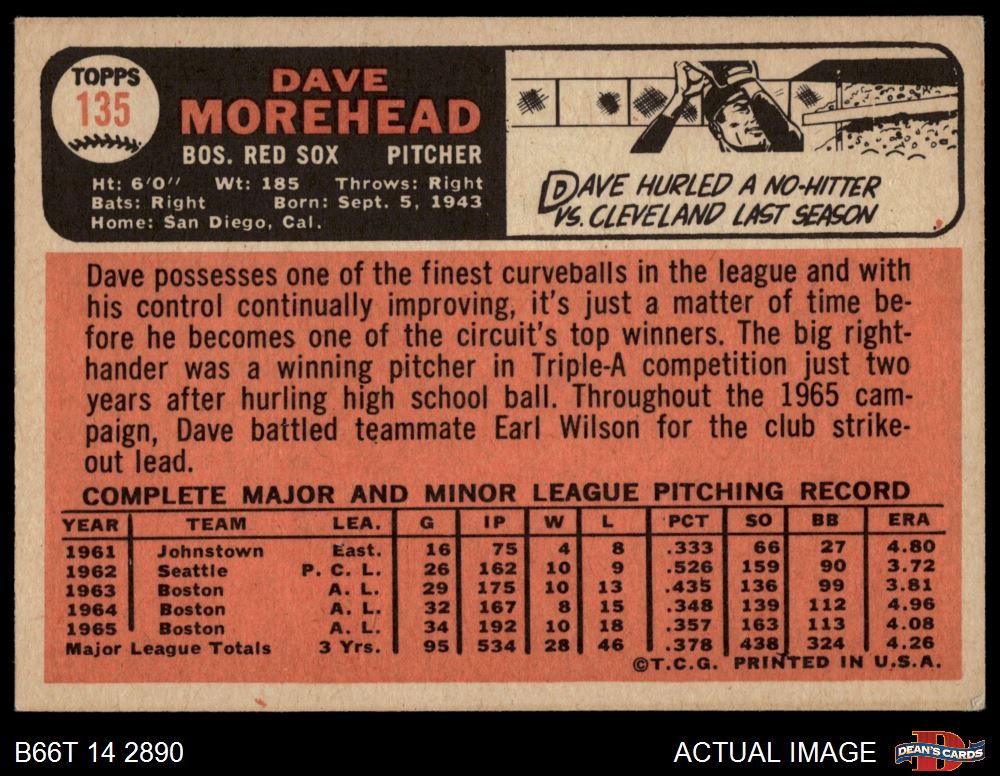 TOPPS
135
DAVE
MOREHEAD
BOS. RED SOX PITCHER
Ht: 6'0" Wt: 185 Throws: Right
Bats: Right Born: Sept. 5, 1943
Home: San Diego, Cal.
DAVE HURLED A NO-HITTER
VS. CLEVELAND LAST SEASON
Dave possesses one of the finest curveballs in the league and with
his control continually improving, it's just a matter of time be-
fore he becomes one of the circuit's top winners. The big right-
hander was a winning pitcher in Triple-A competition just two
years after hurling high school ball. Throughout the 1965 cam-
paign, Dave battled teammate Earl Wilson for the club strike-
out lead.
COMPLETE MAJOR AND MINOR LEAGUE PITCHING RECORD
YEAR TEAM LEA. G IP W L PCT SO BB ERA
1961 Johnstown East. 16 75 4 8 .333 66 27 4.80
1962 Seattle P. C. L. 26 162 10 9 .526 159 90 3.72
1963 Boston A. L. 29 175 10 13 .435 136 99 3.81
1964 Boston A. L. 32 167 8 15 .348 139 112 4.96
1965 Boston A. L. 34 192 10 18 .357 163 113 4.08
Major League Totals 3 Yrs. 95 534 28 46 .378 438 324 4.26
©T.C.G. PRINTED IN U.S.A.
B66T 14 2890
ACTUAL IMAGE
DEAN'S CARDS